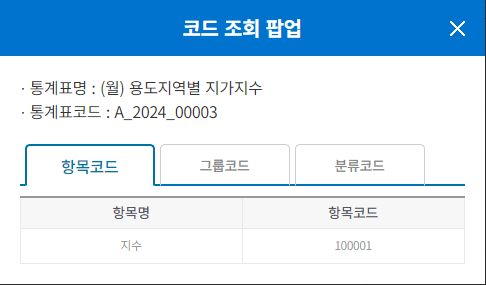 코드 조회 팝업
· 통계표명 : (월) 용도지역별 지가지수
· 통계표코드 : A_2024_00003
항목코드 그룹코드 분류코드
항목명 항목코드
지수 100001